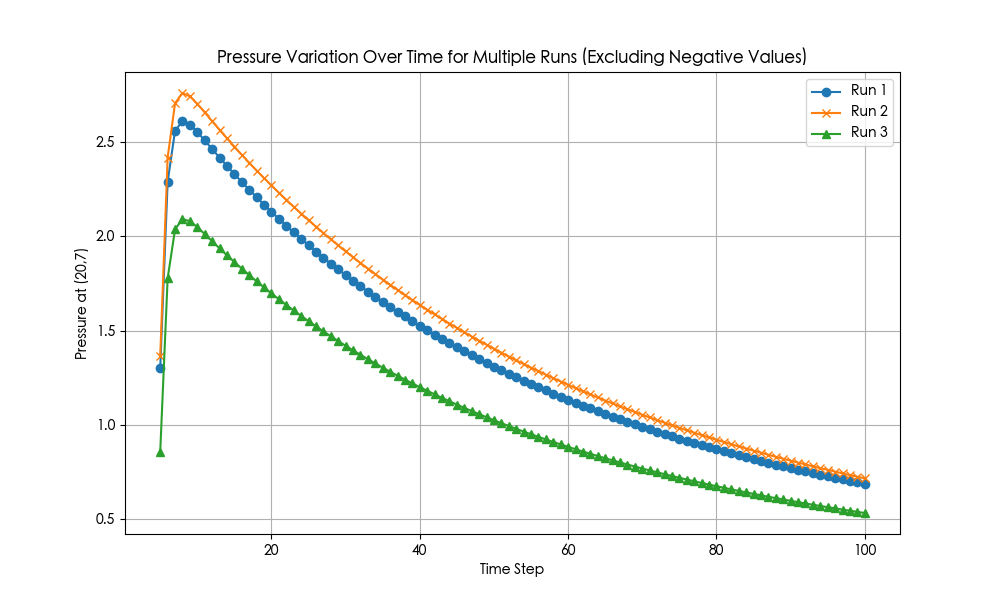 Pressure Variation Over Time for Multiple Runs (Excluding Negative Values)
Run 1
Run 2
Run 3
2.5
2.0
1.5
1.0
0.5
Pressure at (20,7)
20
40
60
80
100
Time Step